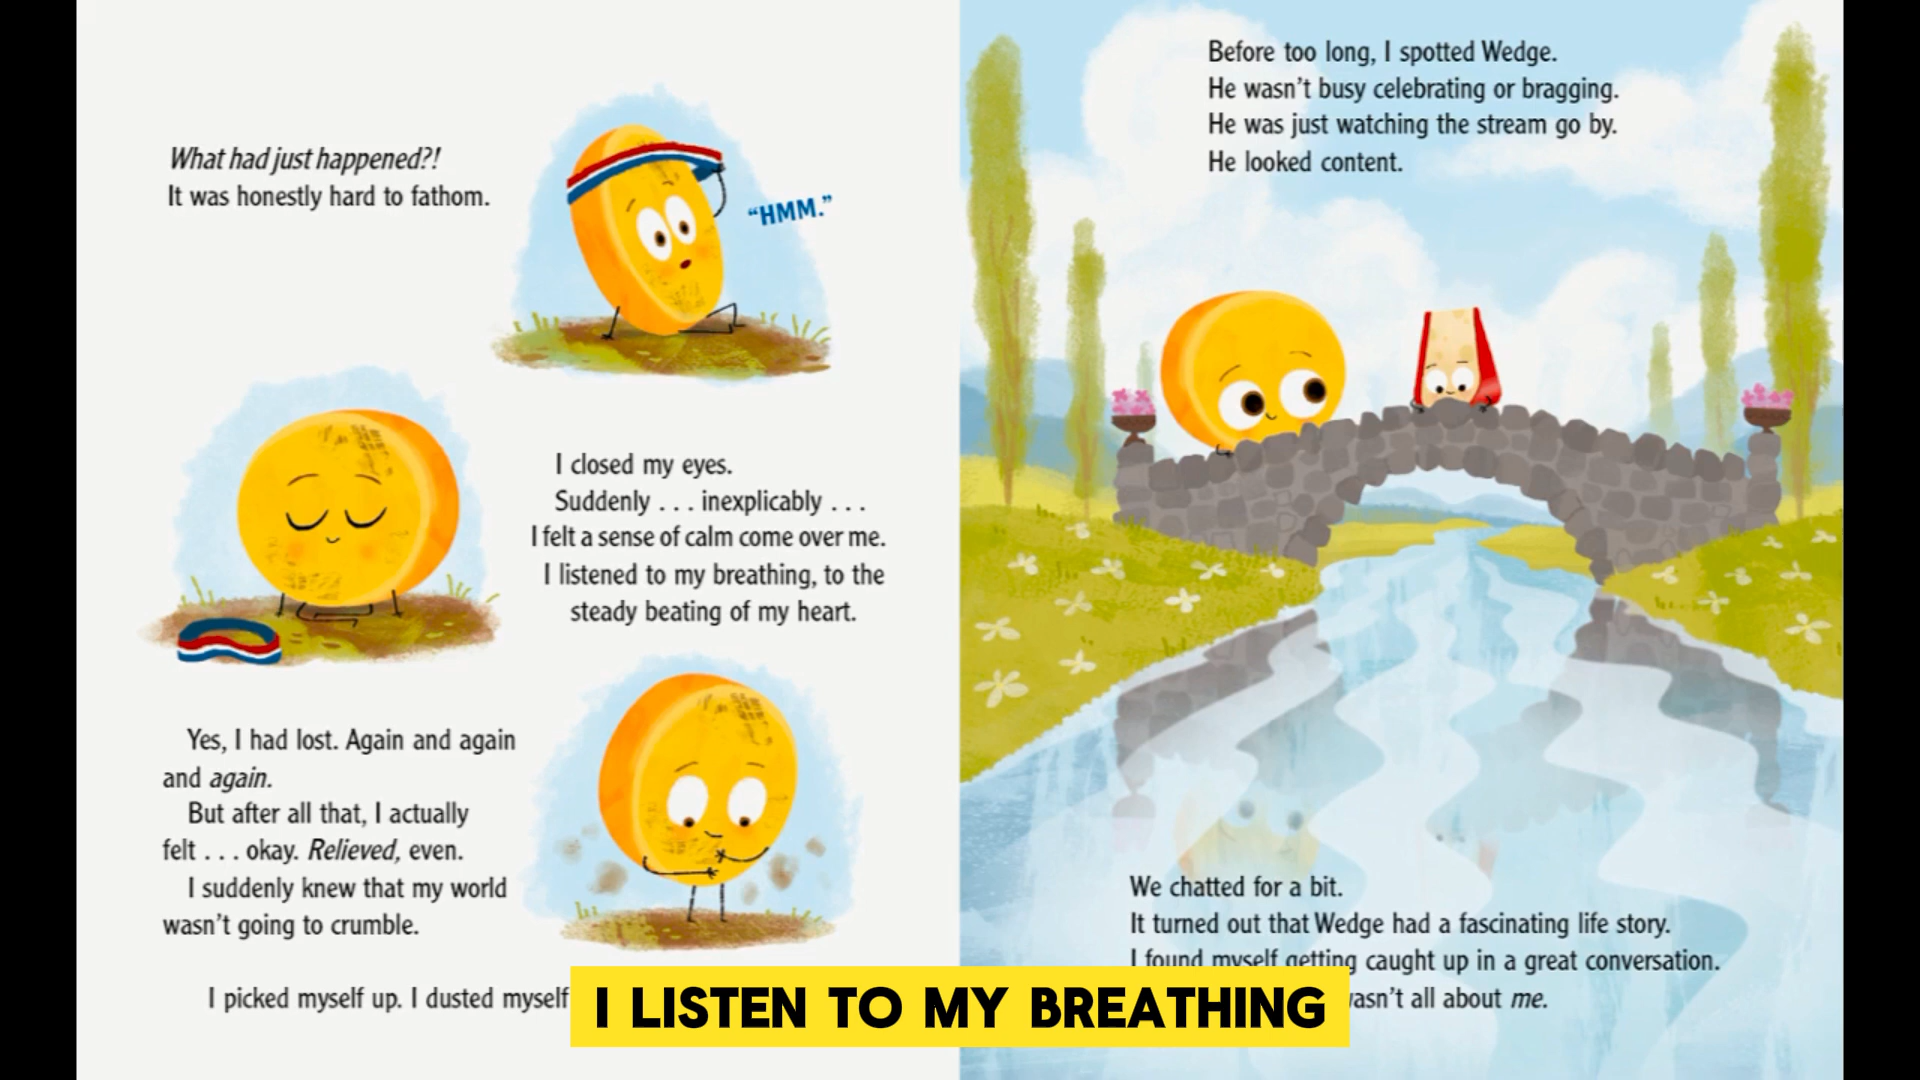 What had just happened?!
It was honestly hard to fathom.
“HMM.”
I closed my eyes.
Suddenly . . . inexplicably . . .
I felt a sense of calm come over me.
I listened to my breathing, to the
steady beating of my heart.
Yes, I had lost. Again and again
and again.
But after all that, I actually
felt . . . okay. Relieved, even.
I suddenly knew that my world
wasn’t going to crumble.
I picked myself up. I dusted myself
Before too long, I spotted Wedge.
He wasn’t busy celebrating or bragging.
He was just watching the stream go by.
He looked content.
We chatted for a bit.
It turned out that Wedge had a fascinating life story.
I found myself getting caught up in a great conversation.
wasn’t all about me.
I LISTEN TO MY BREATHING